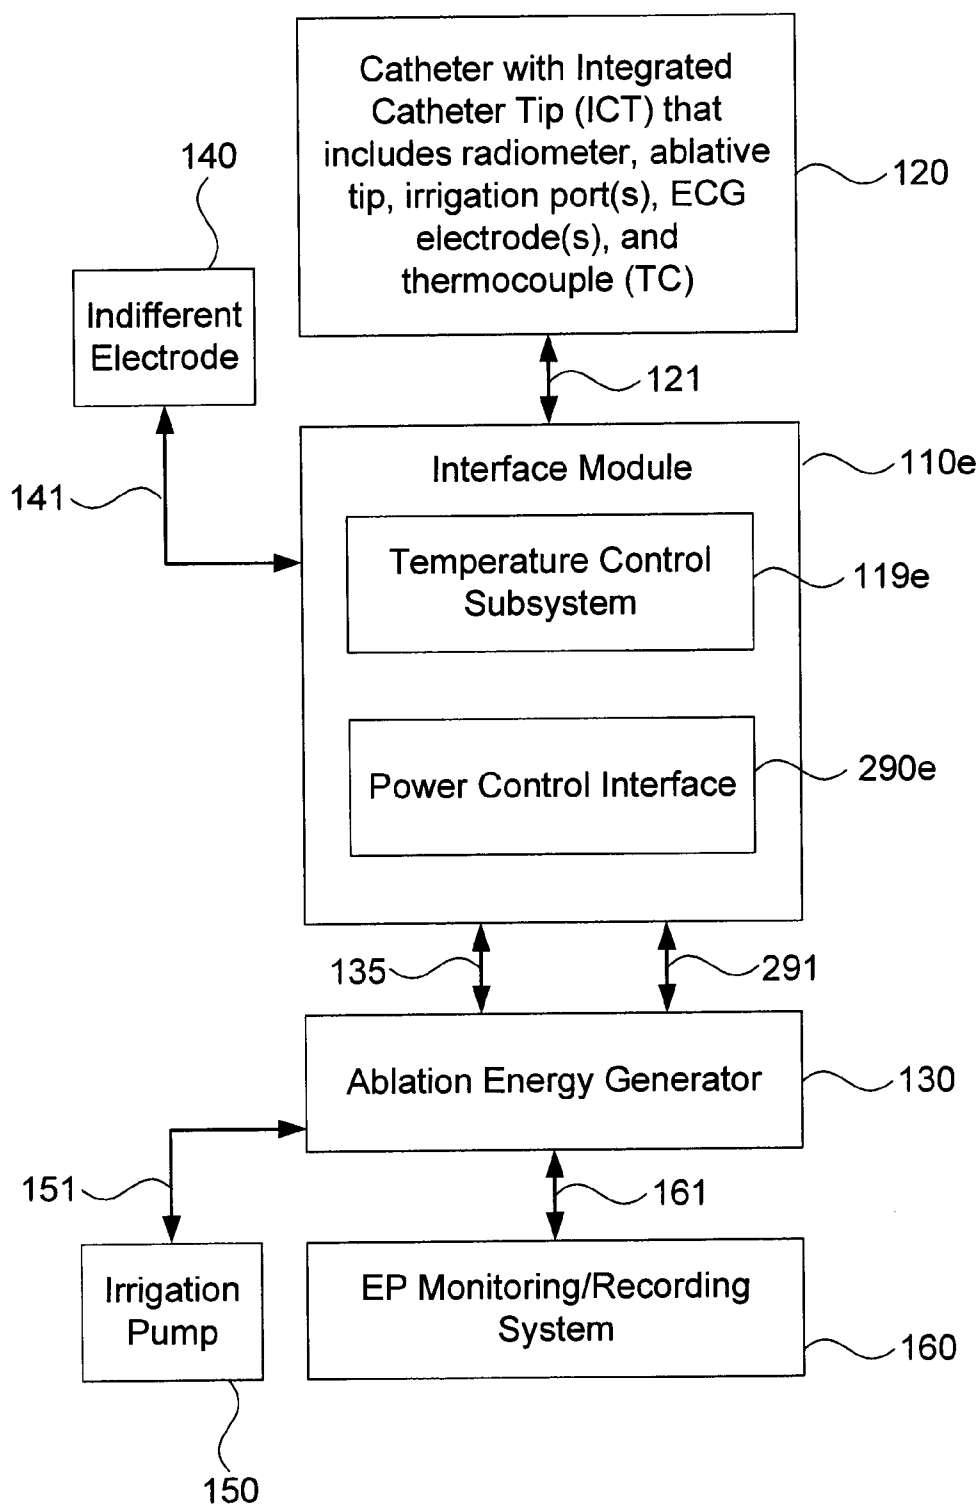 Catheter with Integrated
Catheter Tip (ICT) that
includes radiometer, ablative
tip, irrigation port(s), ECG
electrode(s), and
thermocouple (TC)
120
140
Indifferent
Electrode
121
141
Interface Module
110e
Temperature Control
Subsystem
119e
Power Control Interface
290e
135
291
Ablation Energy Generator
130
151
161
Irrigation
Pump
EP Monitoring/Recording
System
160
150